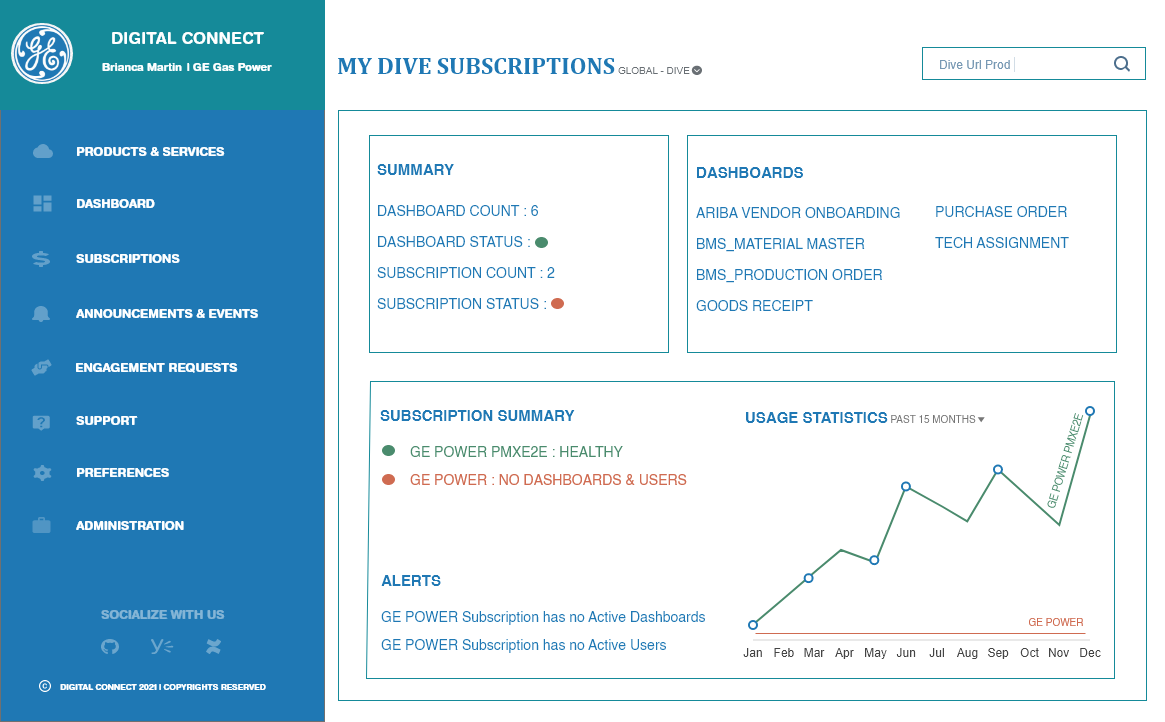 GE
DIGITAL CONNECT
Brianca Martin | GE Gas Power
PRODUCTS & SERVICES
DASHBOARD
SUBSCRIPTIONS
ANNOUNCEMENTS & EVENTS
ENGAGEMENT REQUESTS
SUPPORT
PREFERENCES
ADMINISTRATION
SOCIALIZE WITH US
© DIGITAL CONNECT 2021 | COPYRIGHTS RESERVED
MY DIVE SUBSCRIPTIONS GLOBAL - DIVE
Dive Url Prod
SUMMARY
DASHBOARD COUNT : 6
DASHBOARD STATUS :
SUBSCRIPTION COUNT : 2
SUBSCRIPTION STATUS :
DASHBOARDS
ARIBA VENDOR ONBOARDING
BMS_MATERIAL MASTER
BMS_PRODUCTION ORDER
GOODS RECEIPT
PURCHASE ORDER
TECH ASSIGNMENT
SUBSCRIPTION SUMMARY
GE POWER PMXE2E : HEALTHY
GE POWER : NO DASHBOARDS & USERS
ALERTS
GE POWER Subscription has no Active Dashboards
GE POWER Subscription has no Active Users
USAGE STATISTICS PAST 15 MONTHS
GE POWER PMXE2E
GE POWER
Jan Feb Mar Apr May Jun Jul Aug Sep Oct Nov Dec